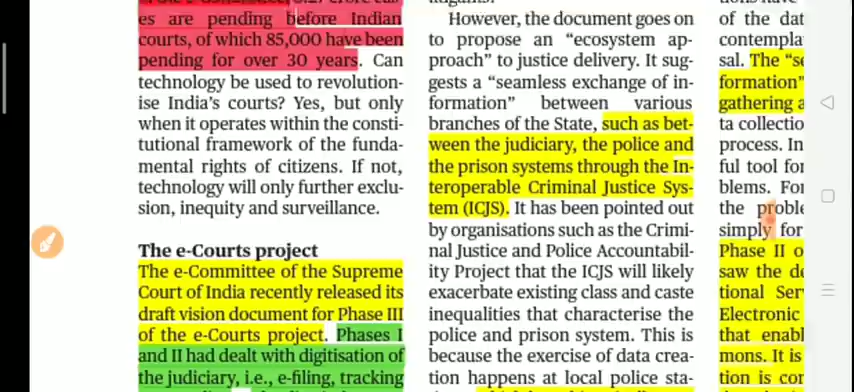 es are pending before Indian
courts, of which 85,000 have been
pending for over 30 years. Can
technology be used to revolution-
ise India's courts? Yes, but only
when it operates within the consti-
tutional framework of the funda-
mental rights of citizens. If not,
technology will only further exclu-
sion, inequity and surveillance.
The e-Courts project
The e-Committee of the Supreme
Court of India recently released its
draft vision document for Phase III
of the e-Courts project. Phases I
and II had dealt with digitisation of
the judiciary, i.e., e-filing, tracking
However, the document goes on
to propose an “ecosystem ap-
proach” to justice delivery. It sug-
gests a “seamless exchange of in-
formation” between various
branches of the State, such as bet-
ween the judiciary, the police and
the prison systems through the In-
teroperable Criminal Justice Sys-
tem (ICJS). It has been pointed out
by organisations such as the Crimi-
nal Justice and Police Accountabil-
ity Project that the ICJS will likely
exacerbate existing class and caste
inequalities that characterise the
police and prison system. This is
because the exercise of data crea-
tion happens at local police sta-
of the dat
contempla
sal. The “se
formation”
gathering a
ta collectio
process. In
ful tool for
blems. For
the proble
simply for
Phase II o
saw the de
tional Ser
Electronic
that enabl
mons. It is
tion is con